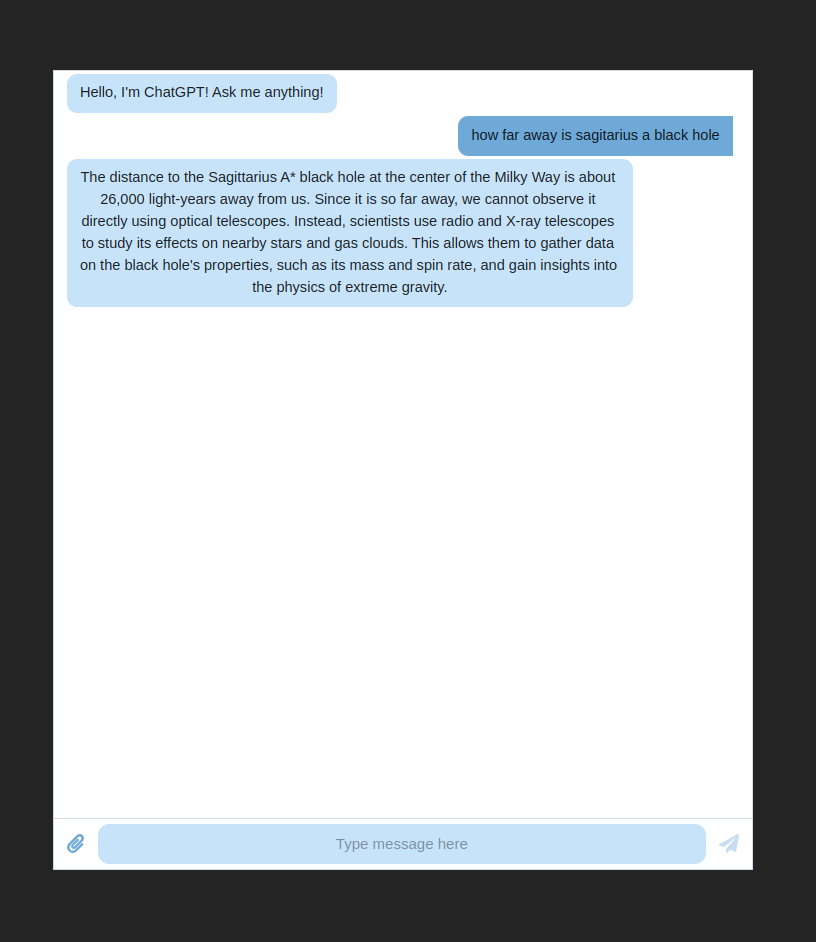 Hello, I'm ChatGPT! Ask me anything!
how far away is sagitarius a black hole
The distance to the Sagittarius A* black hole at the center of the Milky Way is about
26,000 light-years away from us. Since it is so far away, we cannot observe it
directly using optical telescopes. Instead, scientists use radio and X-ray telescopes
to study its effects on nearby stars and gas clouds. This allows them to gather data
on the black hole's properties, such as its mass and spin rate, and gain insights into
the physics of extreme gravity.
Type message here